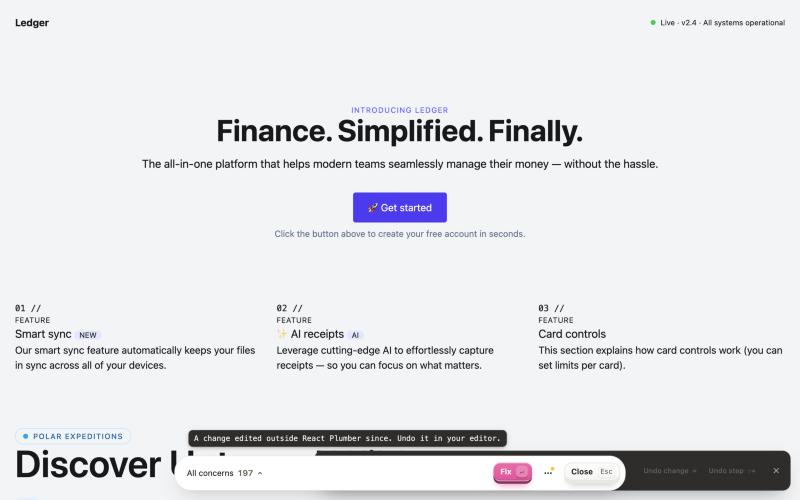 Ledger
Live · v2.4 · All systems operational
INTRODUCING LEDGER
Finance. Simplified. Finally.
The all-in-one platform that helps modern teams seamlessly manage their money — without the hassle.
🚀 Get started
Click the button above to create your free account in seconds.
01 //
FEATURE
Smart sync NEW
Our smart sync feature automatically keeps your files
in sync across all of your devices.
02 //
FEATURE
✨ AI receipts AI
Leverage cutting-edge AI to effortlessly capture
receipts — so you can focus on what matters.
03 //
FEATURE
Card controls
This section explains how card controls work (you can
set limits per card).
POLAR EXPEDITIONS
A change edited outside React Plumber since. Undo it in your editor.
Discover
All concerns 197
Fix
Close Esc
Undo change
Undo step